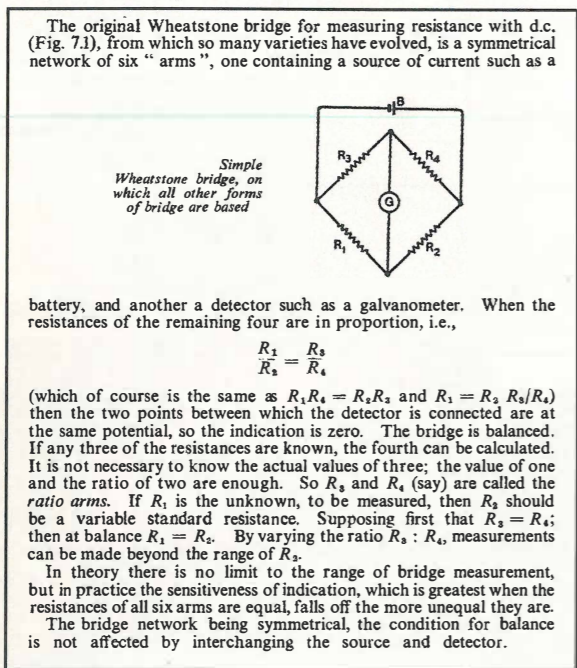 The original Wheatstone bridge for measuring resistance with d.c.
(Fig. 7.1), from which so many varieties have evolved, is a symmetrical
network of six “ arms ”, one containing a source of current such as a
B
R₃
R₄
G
R₁
R₂
Simple
Wheatstone bridge, on
which all other forms
of bridge are based
battery, and another a detector such as a galvanometer. When the
resistances of the remaining four are in proportion, i.e.,
R₁/R₂ = R₃/R₄
(which of course is the same as R₁R₄ = R₂R₃ and R₁ = R₂ R₃/R₄)
then the two points between which the detector is connected are at
the same potential, so the indication is zero. The bridge is balanced.
If any three of the resistances are known, the fourth can be calculated.
It is not necessary to know the actual values of three; the value of one
and the ratio of two are enough. So R₃ and R₄ (say) are called the
ratio arms. If R₁ is the unknown, to be measured, then R₂ should
be a variable standard resistance. Supposing first that R₃ = R₄;
then at balance R₁ = R₂. By varying the ratio R₃ : R₄, measurements
can be made beyond the range of R₂.
In theory there is no limit to the range of bridge measurement,
but in practice the sensitiveness of indication, which is greatest when the
resistances of all six arms are equal, falls off the more unequal they are.
The bridge network being symmetrical, the condition for balance
is not affected by interchanging the source and detector.